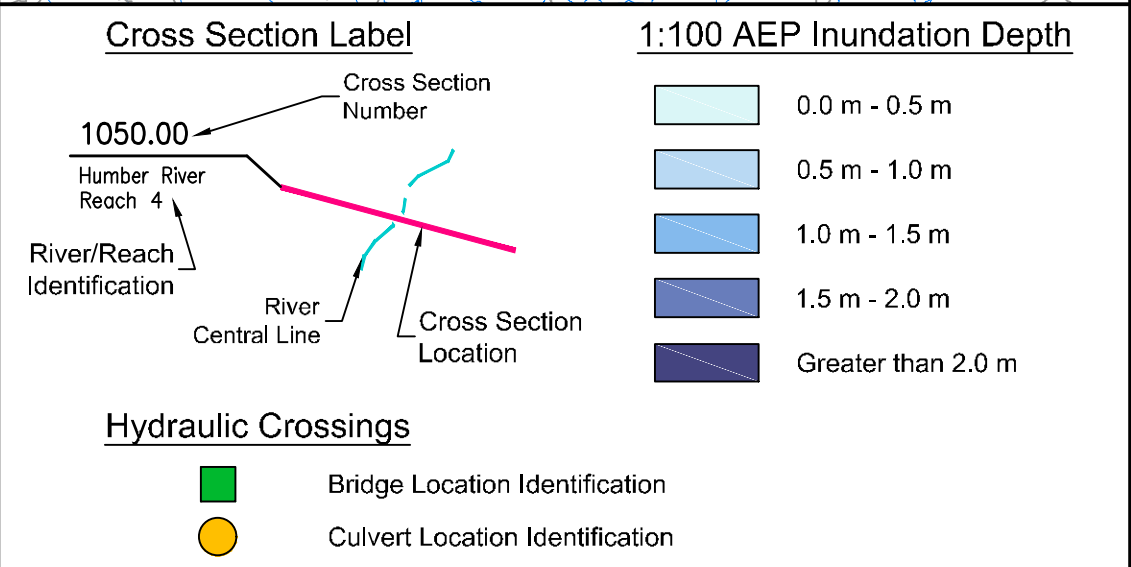 Cross Section Label
Cross Section
Number
1050.00
Humber River
Reach 4
River/Reach
Identification
River
Central Line
Cross Section
Location
1:100 AEP Inundation Depth
0.0 m - 0.5 m
0.5 m - 1.0 m
1.0 m - 1.5 m
1.5 m - 2.0 m
Greater than 2.0 m
Hydraulic Crossings
Bridge Location Identification
Culvert Location Identification